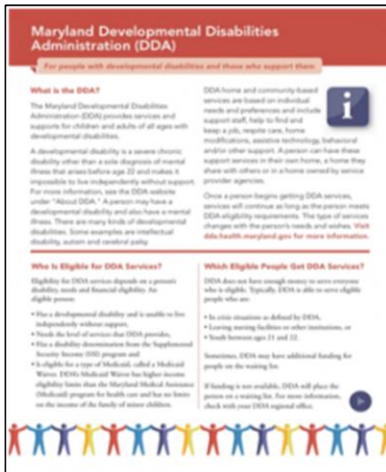 Maryland Developmental Disabilities
Administration (DDA)
For people with developmental disabilities and those who support them
What is the DDA?
The Maryland Developmental Disabilities
Administration (DDA) provides services and
supports for children and adults of all ages with
developmental disabilities.
A developmental disability is a severe chronic
disability other than a sole diagnosis of mental
illness that arises before age 22 and makes it
impossible to live independently without support.
For more information, see the DDA website
under "About DDA." A person may have a
developmental disability and also have a mental
illness. There are many kinds of developmental
disabilities. Some examples are intellectual
disability, autism and cerebral palsy.
DDA home and community-based
services are based on individual
needs and preferences and include
support staff, help to find and
keep a job, respite care, home
modifications, assistive technology, behavioral
and/or other support. A person can have these
support services in their own home, a home they
share with others or in a home owned by service
provider agencies.
Once a person begins getting DDA services,
services will continue as long as the person meets
DDA eligibility requirements. The type of services
changes with the person's needs and wishes. Visit
dda.health.maryland.gov for more information.
i
Who Is Eligible for DDA Services?
Eligibility for DDA services depends on a person's
disability, needs and financial eligibility. An
eligible person:
• Has a developmental disability and is unable to live
independently without support,
• Needs the level of services that DDA provides,
• Has a disability determination from the Supplemental
Security Income (SSI) program and
• Is eligible for a type of Medicaid, called a Medicaid
Waiver. DDA's Medicaid Waiver has higher income
eligibility limits than the Maryland Medical Assistance
(Medicaid) program for health care and has no limits
on the income of the family of minor children.
Which Eligible People Get DDA Services?
DDA does not have enough money to serve everyone
who is eligible. Typically, DDA is able to serve eligible
people who are:
• In crisis situations as defined by DDA,
• Leaving nursing facilities or other institutions, or
• Youth between ages 21 and 22.
Sometimes, DDA may have additional funding for
people on the waiting list.
If funding is not available, DDA will place the
person on a waiting list. For more information,
check with your DDA regional office.